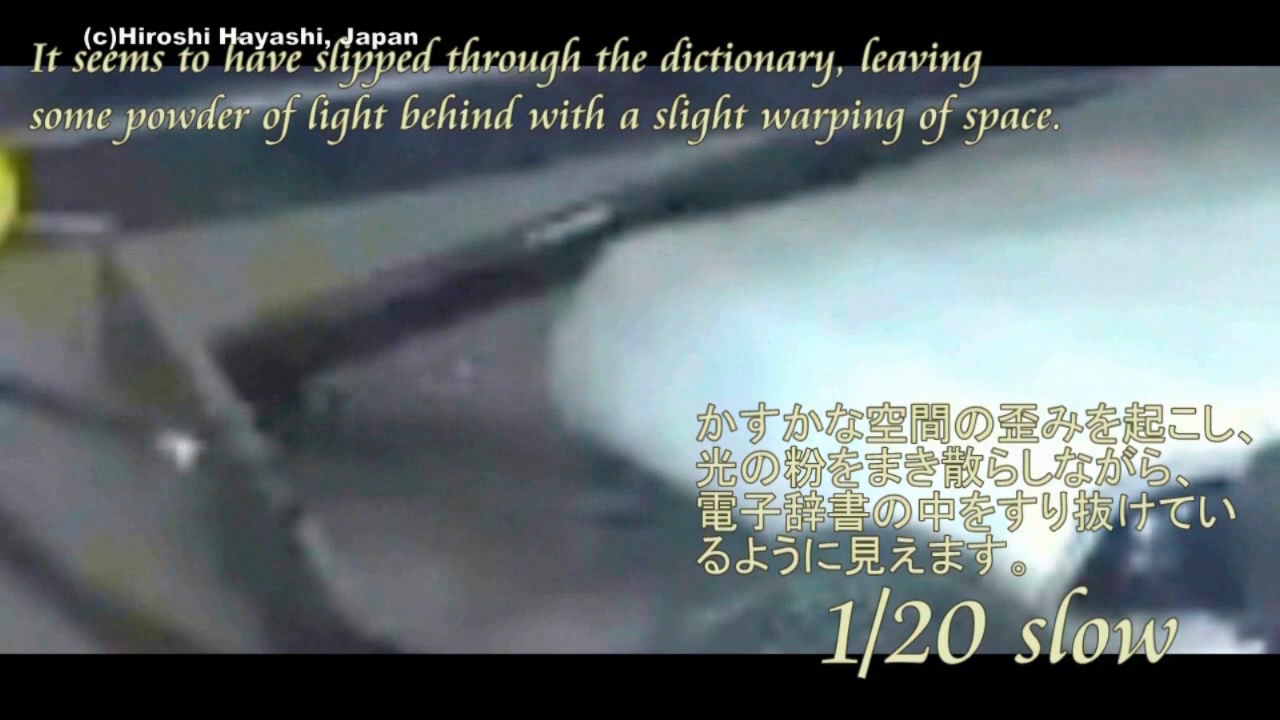 (c)Hiroshi Hayashi, Japan
It seems to have slipped through the dictionary, leaving
some powder of light behind with a slight warping of space.
かすかな空間の歪みを起こし、
光の粉をまき散らしながら、
電子辞書の中をすり抜けてい
るように見えます。
1/20 slow